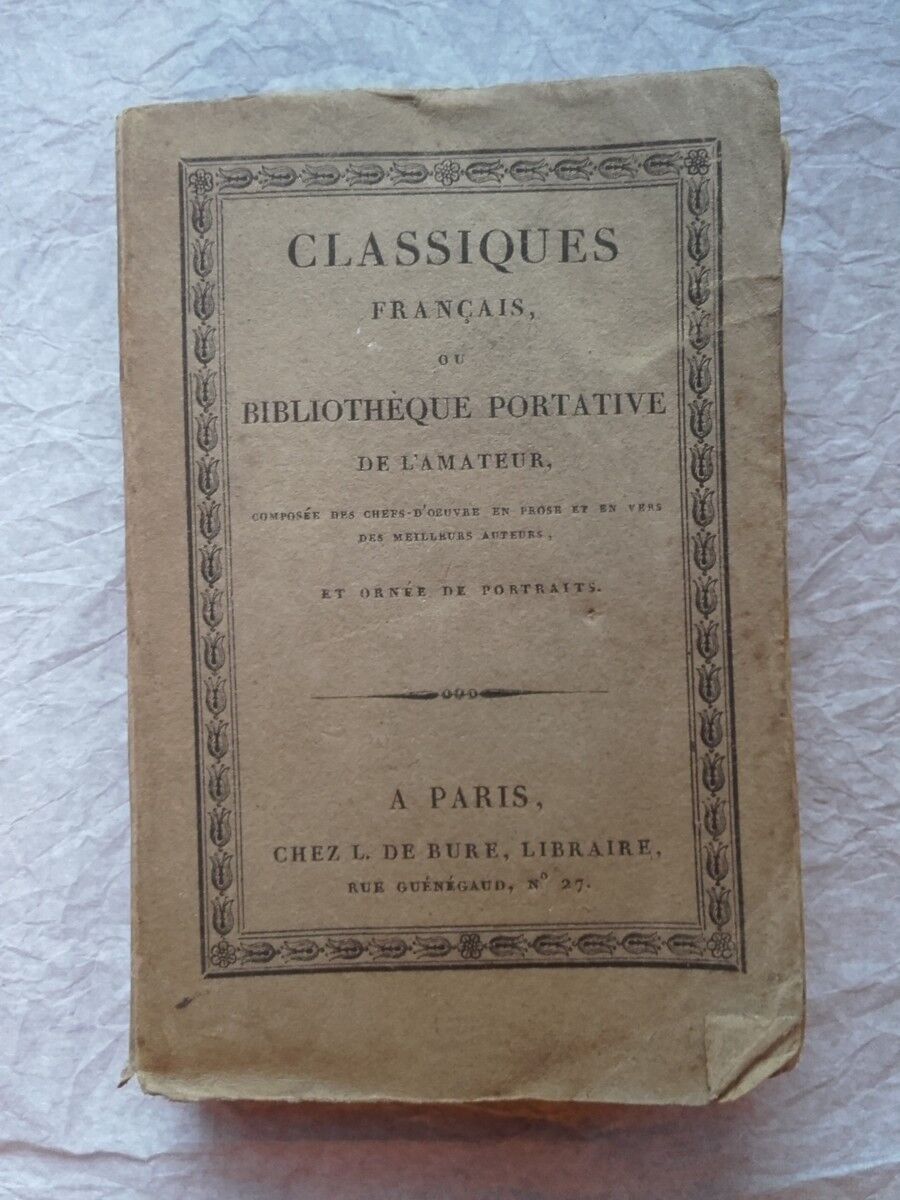 CLASSIQUES
FRANÇAIS,
OU
BIBLIOTHÈQUE PORTATIVE
DE L'AMATEUR,
COMPOSÉE DES CHEFS-D'OEUVRE EN PROSE ET EN VERS
DES MEILLEURS AUTEURS,
ET ORNÉE DE PORTRAITS.
A PARIS,
CHEZ L. DE BURE, LIBRAIRE,
RUE GUÉNÉGAUD, Nº 27.